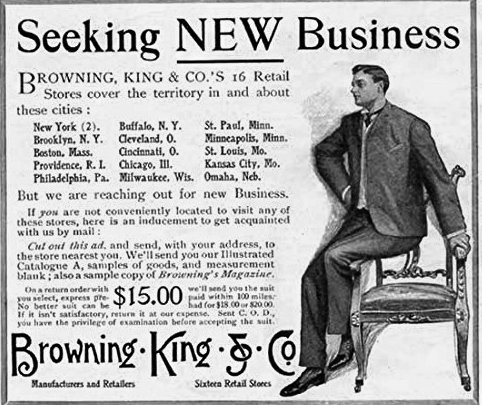 Seeking NEW Business
BROWNING, KING & CO.'S 16 Retail
Stores cover the territory in and about
these cities :
New York (2). Buffalo, N. Y. St. Paul, Minn.
Brooklyn, N. Y. Cleveland, O. Minneapolis, Minn.
Boston, Mass. Cincinnati, O. St. Louis, Mo.
Providence, R. I. Chicago, Ill. Kansas City, Mo.
Philadelphia, Pa. Milwaukee, Wis. Omaha, Neb.
But we are reaching out for new Business.
If you are not conveniently located to visit any of
these stores, here is an inducement to get acquainted
with us by mail :
Cut out this ad. and send, with your address, to
the store nearest you. We'll send you our Illustrated
Catalogue A, samples of goods, and measurement
blank ; also a sample copy of Browning's Magazine.
On a return order with $15.00 we'll send you the suit
you select, express pre- paid within 100 miles.
No better suit can be had for $18.00 or $20.00.
If it isn't satisfactory, return it at our expense. Sent C. O. D.,
you have the privilege of examination before accepting the suit.
Browning · King · & · Co
Manufacturers and Retailers Sixteen Retail Stores